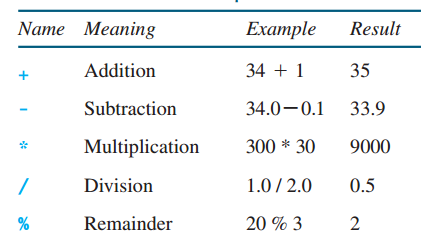 Name Meaning Example Result
+ Addition 34 + 1 35
- Subtraction 34.0−0.1 33.9
* Multiplication 300 * 30 9000
/ Division 1.0 / 2.0 0.5
% Remainder 20 % 3 2